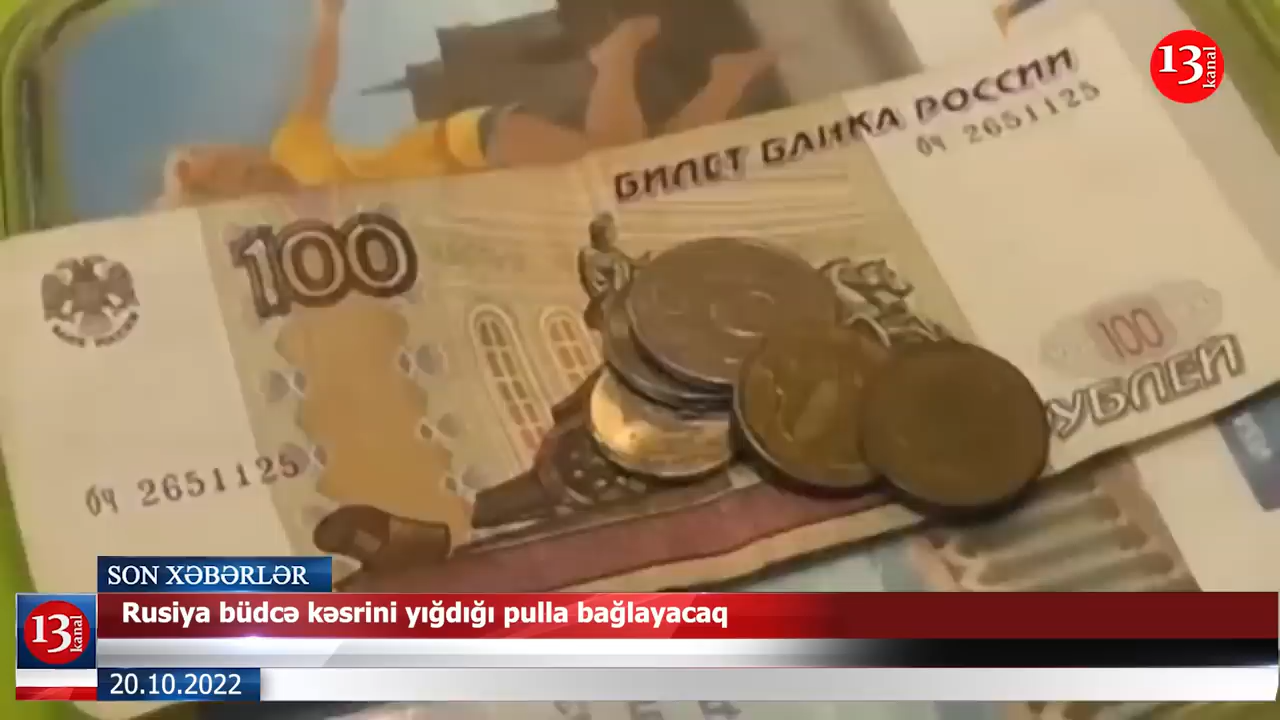 13 kanal
БИЛЕТ БАНКА РОССИИ
бч 2651125
100
100
РУБЛЕЙ
бч 2651125
SON XƏBƏRLƏR
13 kanal
Rusiya büdcə kəsrini yığdığı pulla bağlayacaq
20.10.2022